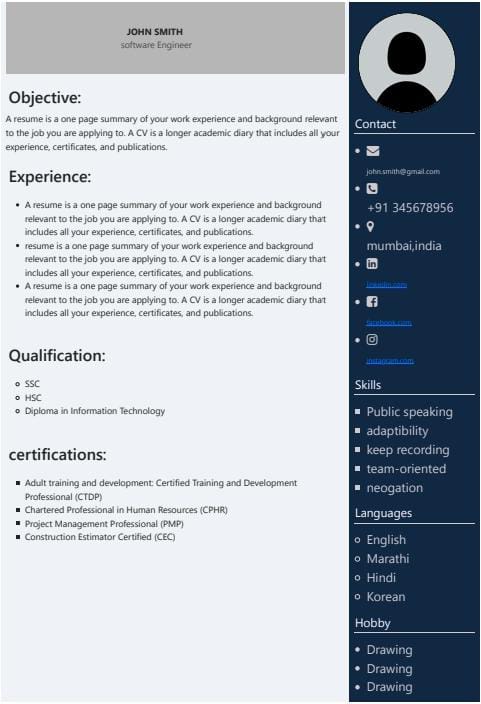 JOHN SMITH
software Engineer
Objective:
A resume is a one page summary of your work experience and background relevant
to the job you are applying to. A CV is a longer academic diary that includes all your
experience, certificates, and publications.
Experience:
A resume is a one page summary of your work experience and background
relevant to the job you are applying to. A CV is a longer academic diary that
includes all your experience, certificates, and publications.
resume is a one page summary of your work experience and background
relevant to the job you are applying to. A CV is a longer academic diary that
includes all your experience, certificates, and publications.
A resume is a one page summary of your work experience and background
relevant to the job you are applying to. A CV is a longer academic diary that
includes all your experience, certificates, and publications.
Qualification:
SSC
HSC
Diploma in Information Technology
certifications:
Adult training and development: Certified Training and Development
Professional (CTDP)
Chartered Professional in Human Resources (CPHR)
Project Management Professional (PMP)
Construction Estimator Certified (CEC)
Contact
john.smith@gmail.com
+91 345678956
mumbai,india
linkedin.com
facebook.com
instagram.com
Skills
Public speaking
adaptibility
keep recording
team-oriented
neogation
Languages
English
Marathi
Hindi
Korean
Hobby
Drawing
Drawing
Drawing